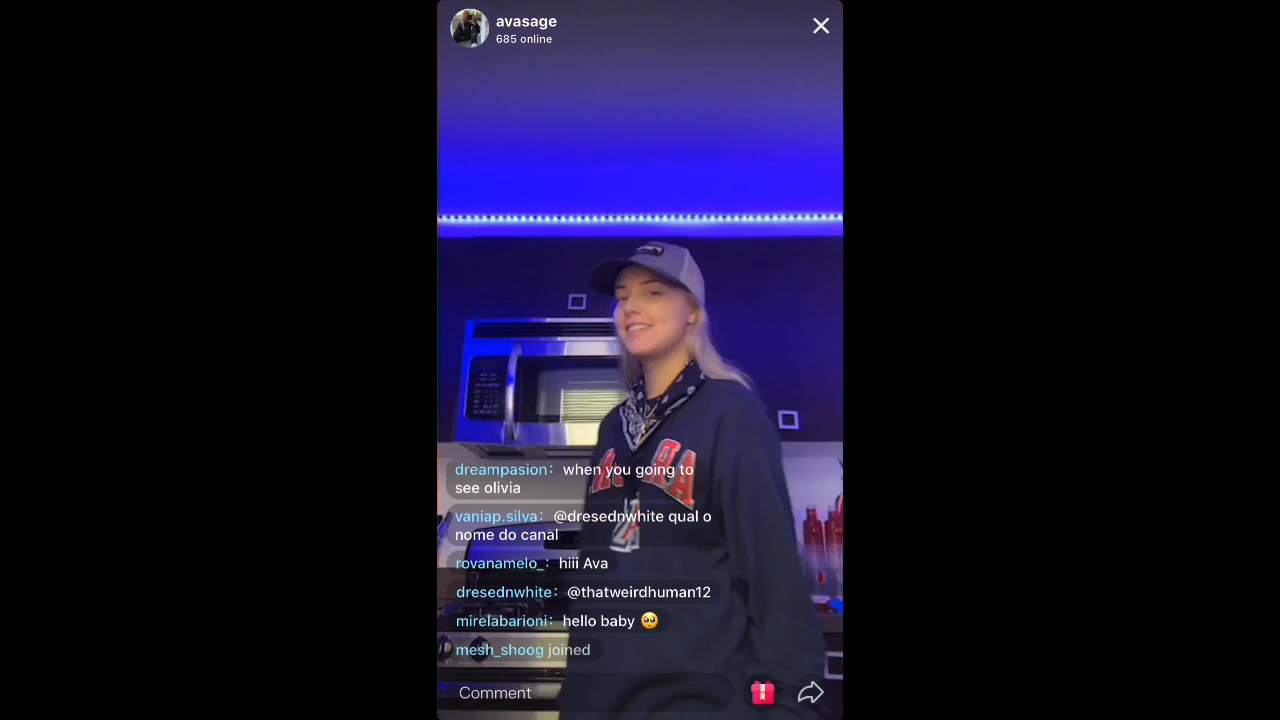 avasage
685 online
dreampasion: when you going to
see olivia
vaniap.silva: @dresednwhite qual o
nome do canal
rovanamelo_: hiii Ava
dresednwhite: @thatweirdhuman12
mirelabarioni: hello baby 🥺
mesh_shoog joined
Comment